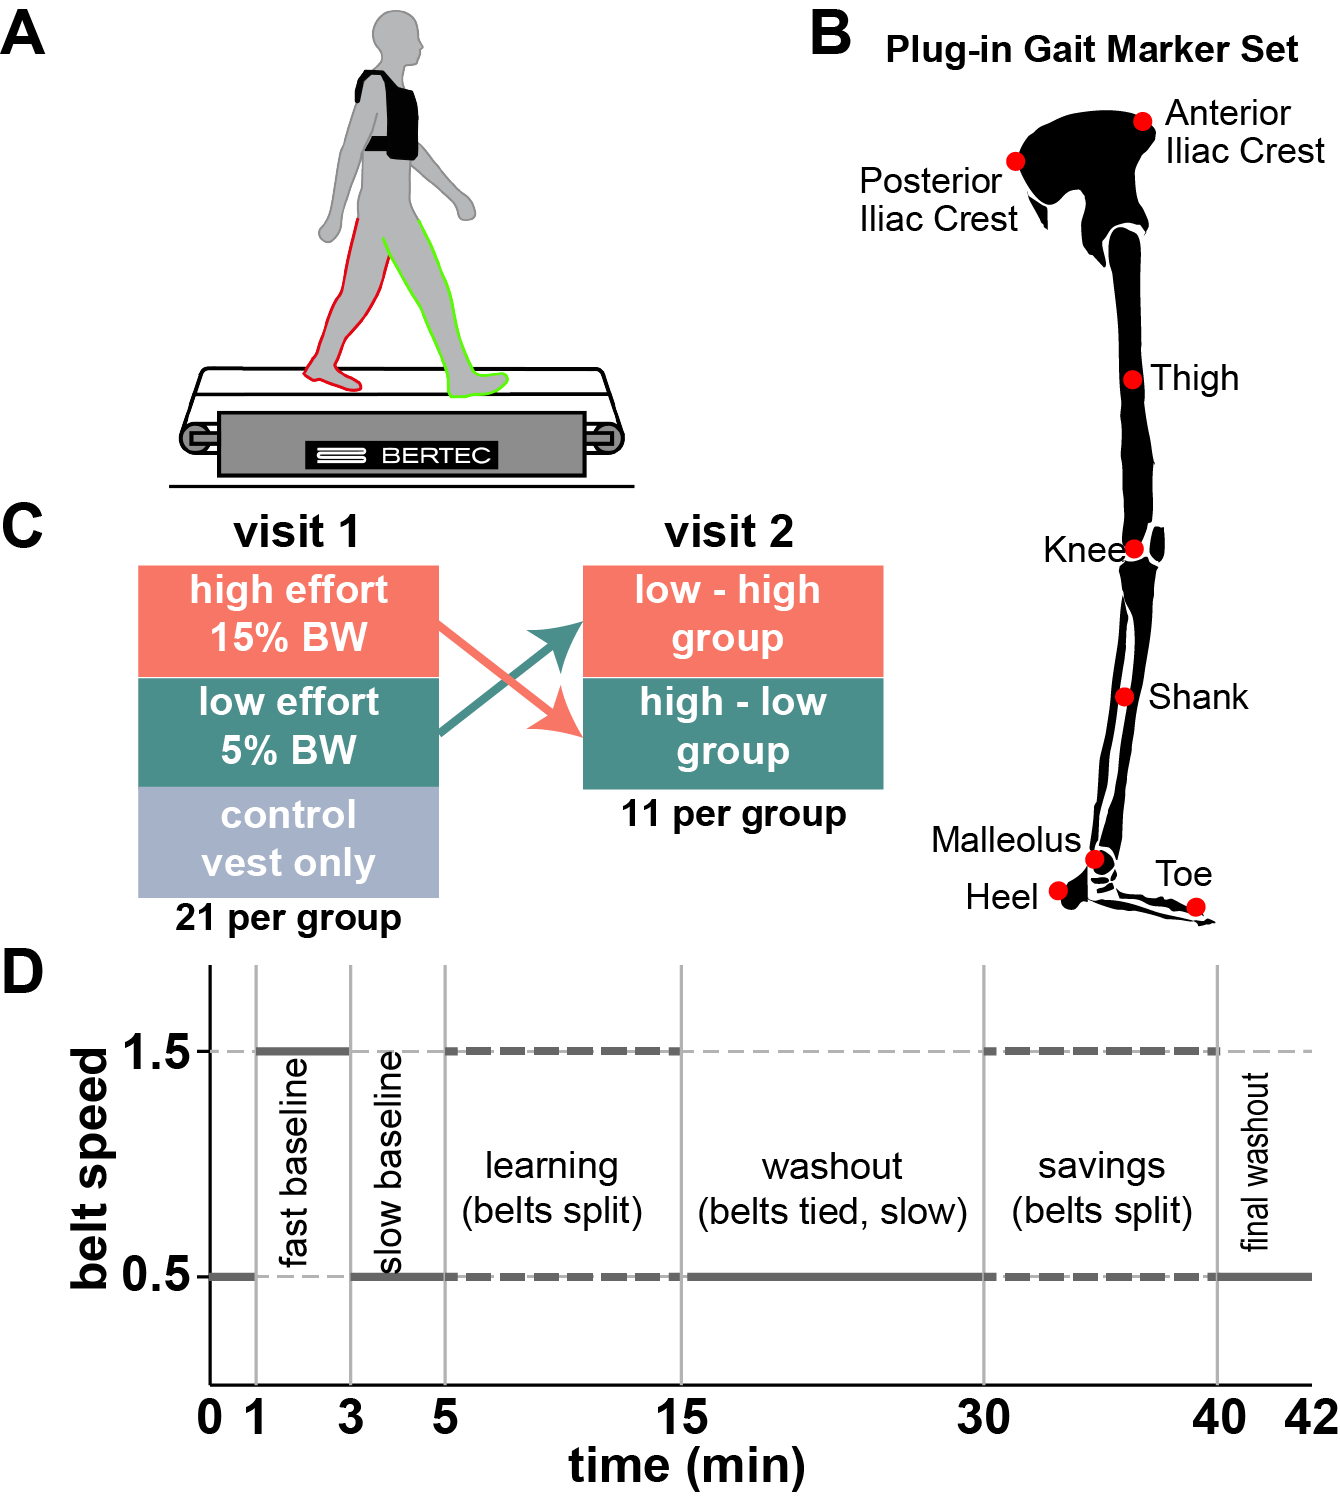 A
BERTEC
B
Plug-in Gait Marker Set
Anterior
Iliac Crest
Posterior
Iliac Crest
Thigh
Knee
Shank
Malleolus
Heel
Toe
C
visit 1
high effort
15% BW
low effort
5% BW
control
vest only
21 per group
visit 2
low - high
group
high - low
group
11 per group
D
belt speed
1.5
0.5
fast baseline
slow baseline
learning
(belts split)
washout
(belts tied, slow)
savings
(belts split)
final washout
0 1 3 5 15 30 40 42
time (min)